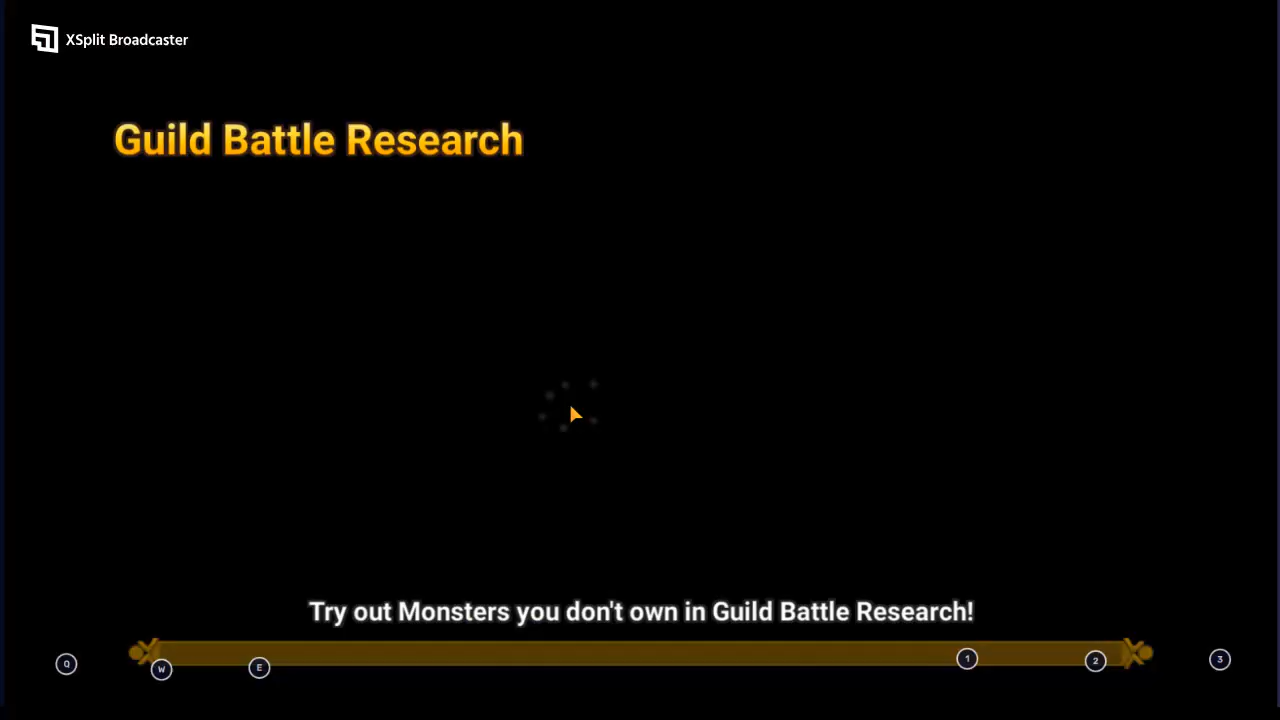 XSplit Broadcaster
Guild Battle Research
Try out Monsters you don't own in Guild Battle Research!
Q
W
E
1
2
3